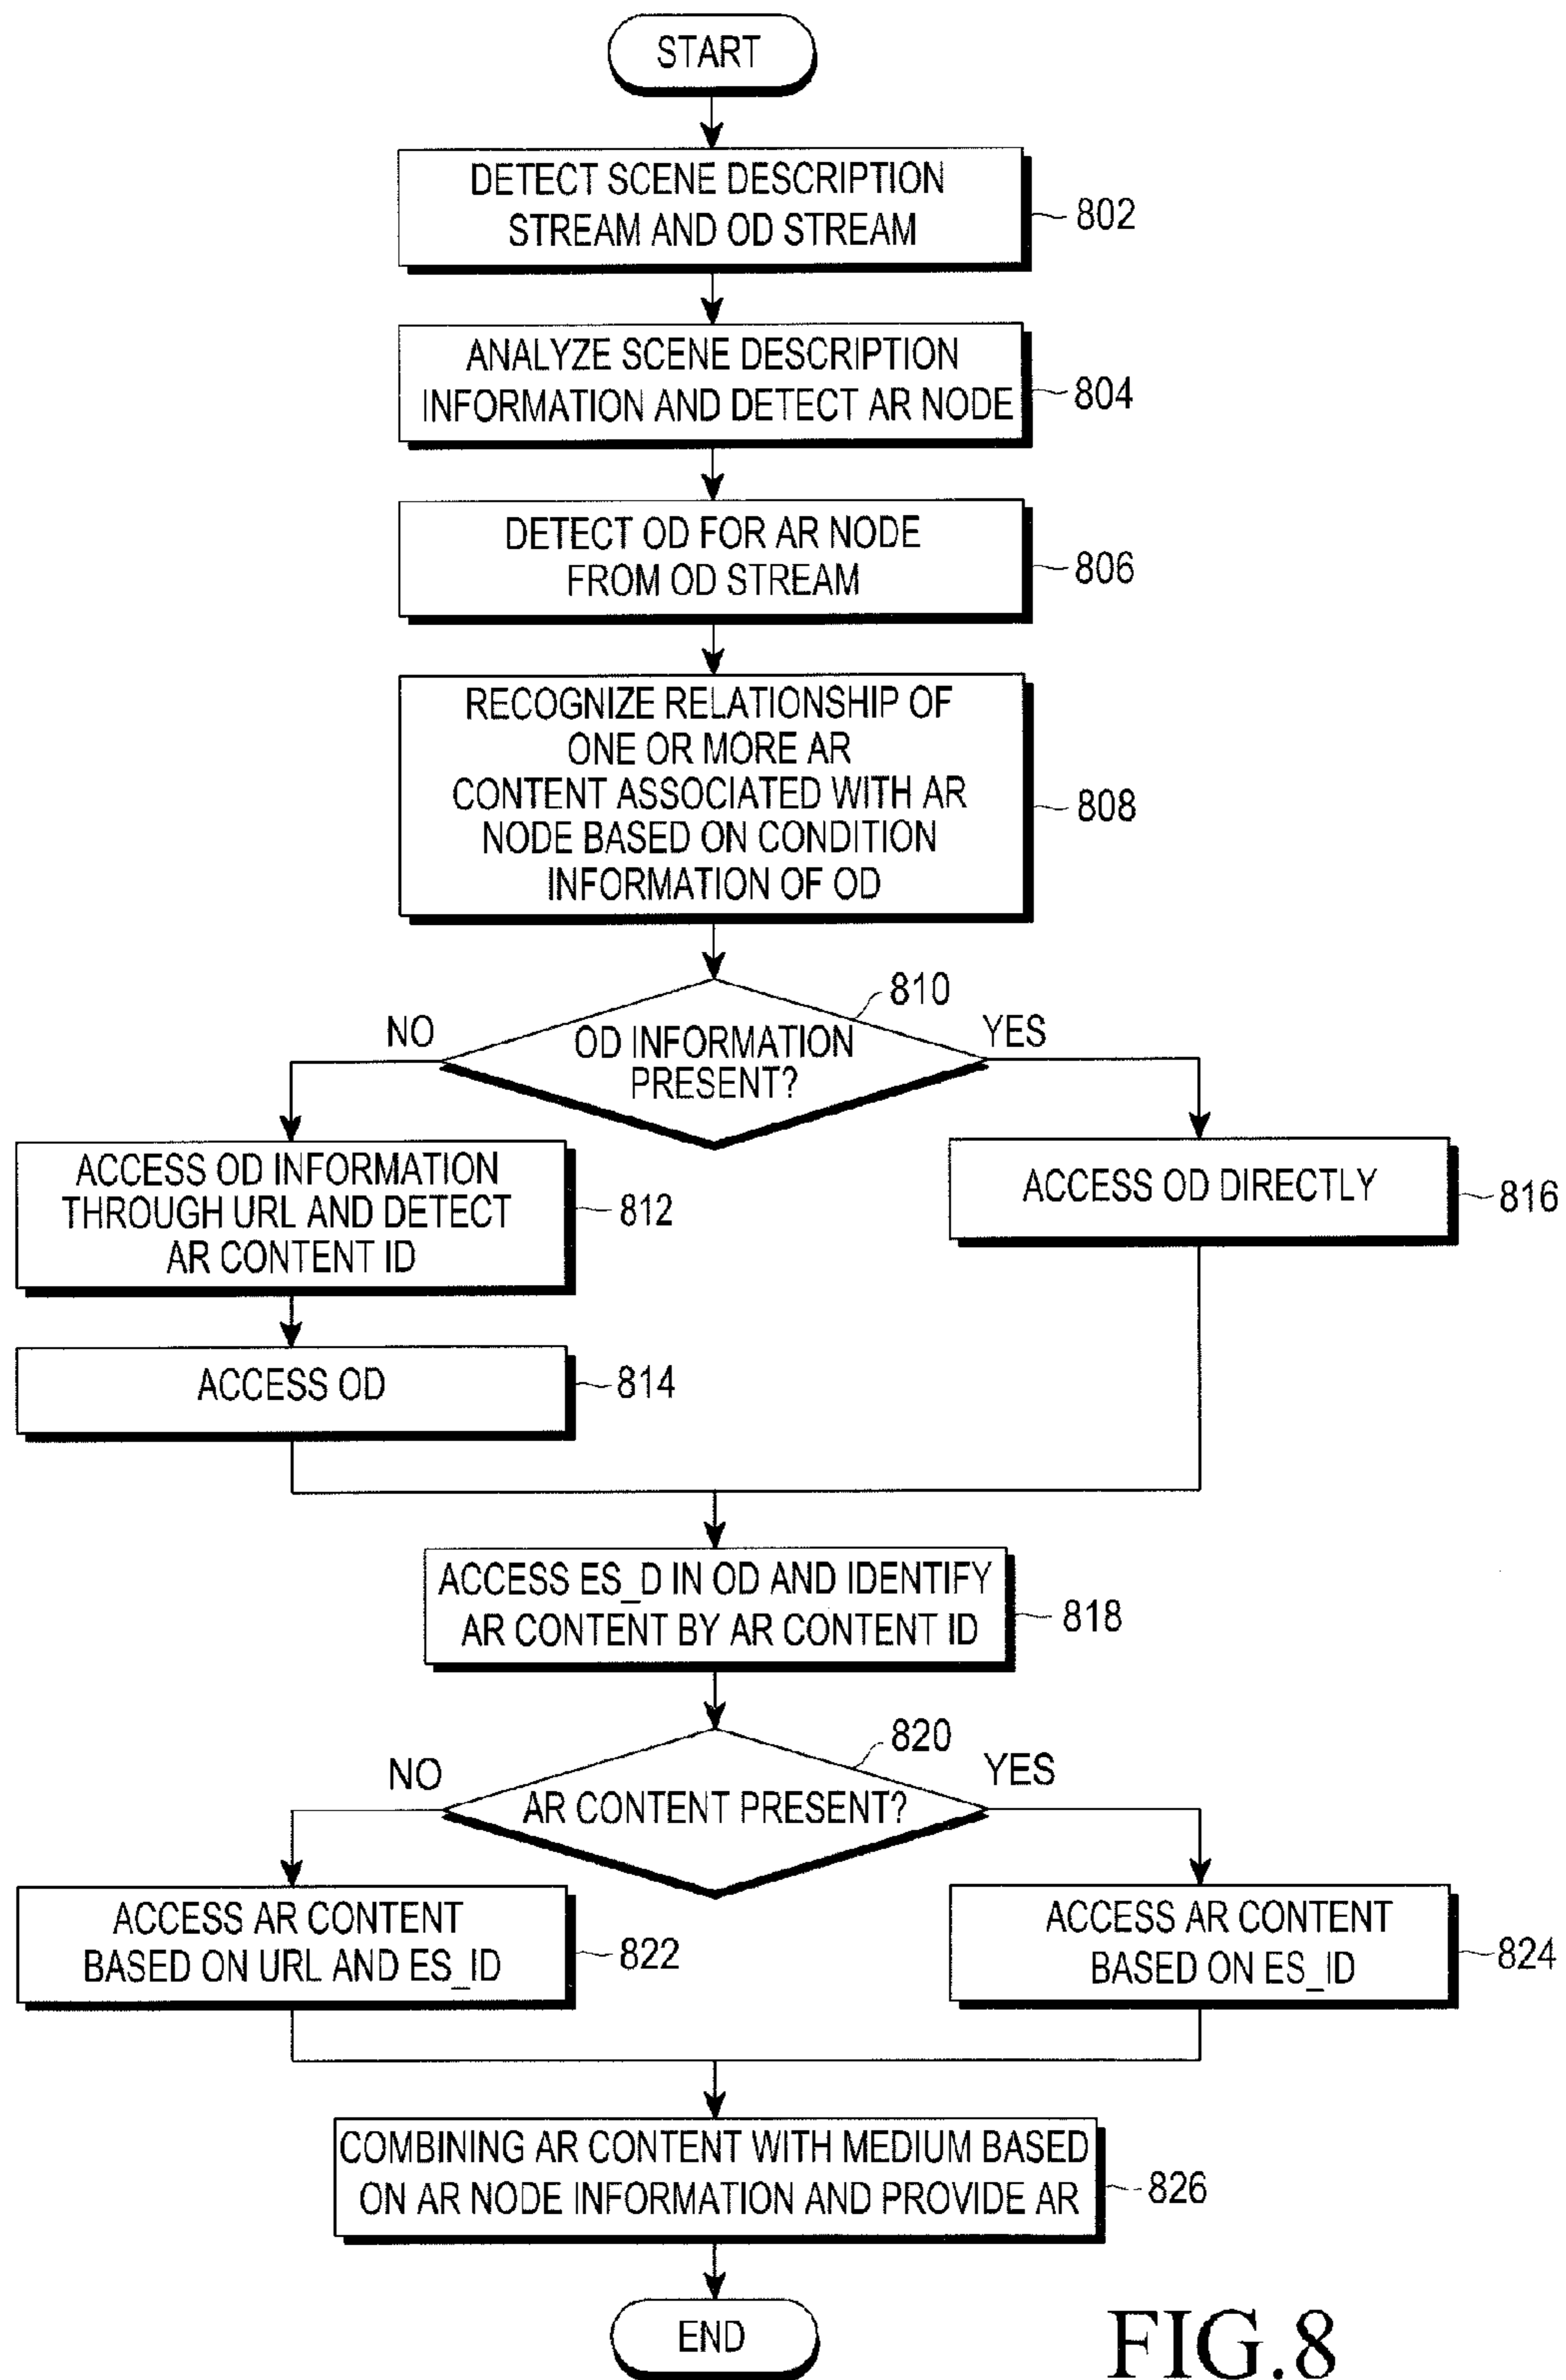 START
DETECT SCENE DESCRIPTION
STREAM AND OD STREAM
802
ANALYZE SCENE DESCRIPTION
INFORMATION AND DETECT AR NODE
804
DETECT OD FOR AR NODE
FROM OD STREAM
806
RECOGNIZE RELATIONSHIP OF
ONE OR MORE AR
CONTENT ASSOCIATED WITH AR
NODE BASED ON CONDITION
INFORMATION OF OD
808
810
NO
OD INFORMATION
PRESENT?
YES
ACCESS OD INFORMATION
THROUGH URL AND DETECT
AR CONTENT ID
812
ACCESS OD DIRECTLY
816
ACCESS OD
814
ACCESS ES_D IN OD AND IDENTIFY
AR CONTENT BY AR CONTENT ID
818
820
NO
AR CONTENT PRESENT?
YES
ACCESS AR CONTENT
BASED ON URL AND ES_ID
822
ACCESS AR CONTENT
BASED ON ES_ID
824
COMBINING AR CONTENT WITH MEDIUM BASED
ON AR NODE INFORMATION AND PROVIDE AR
826
END
FIG.8